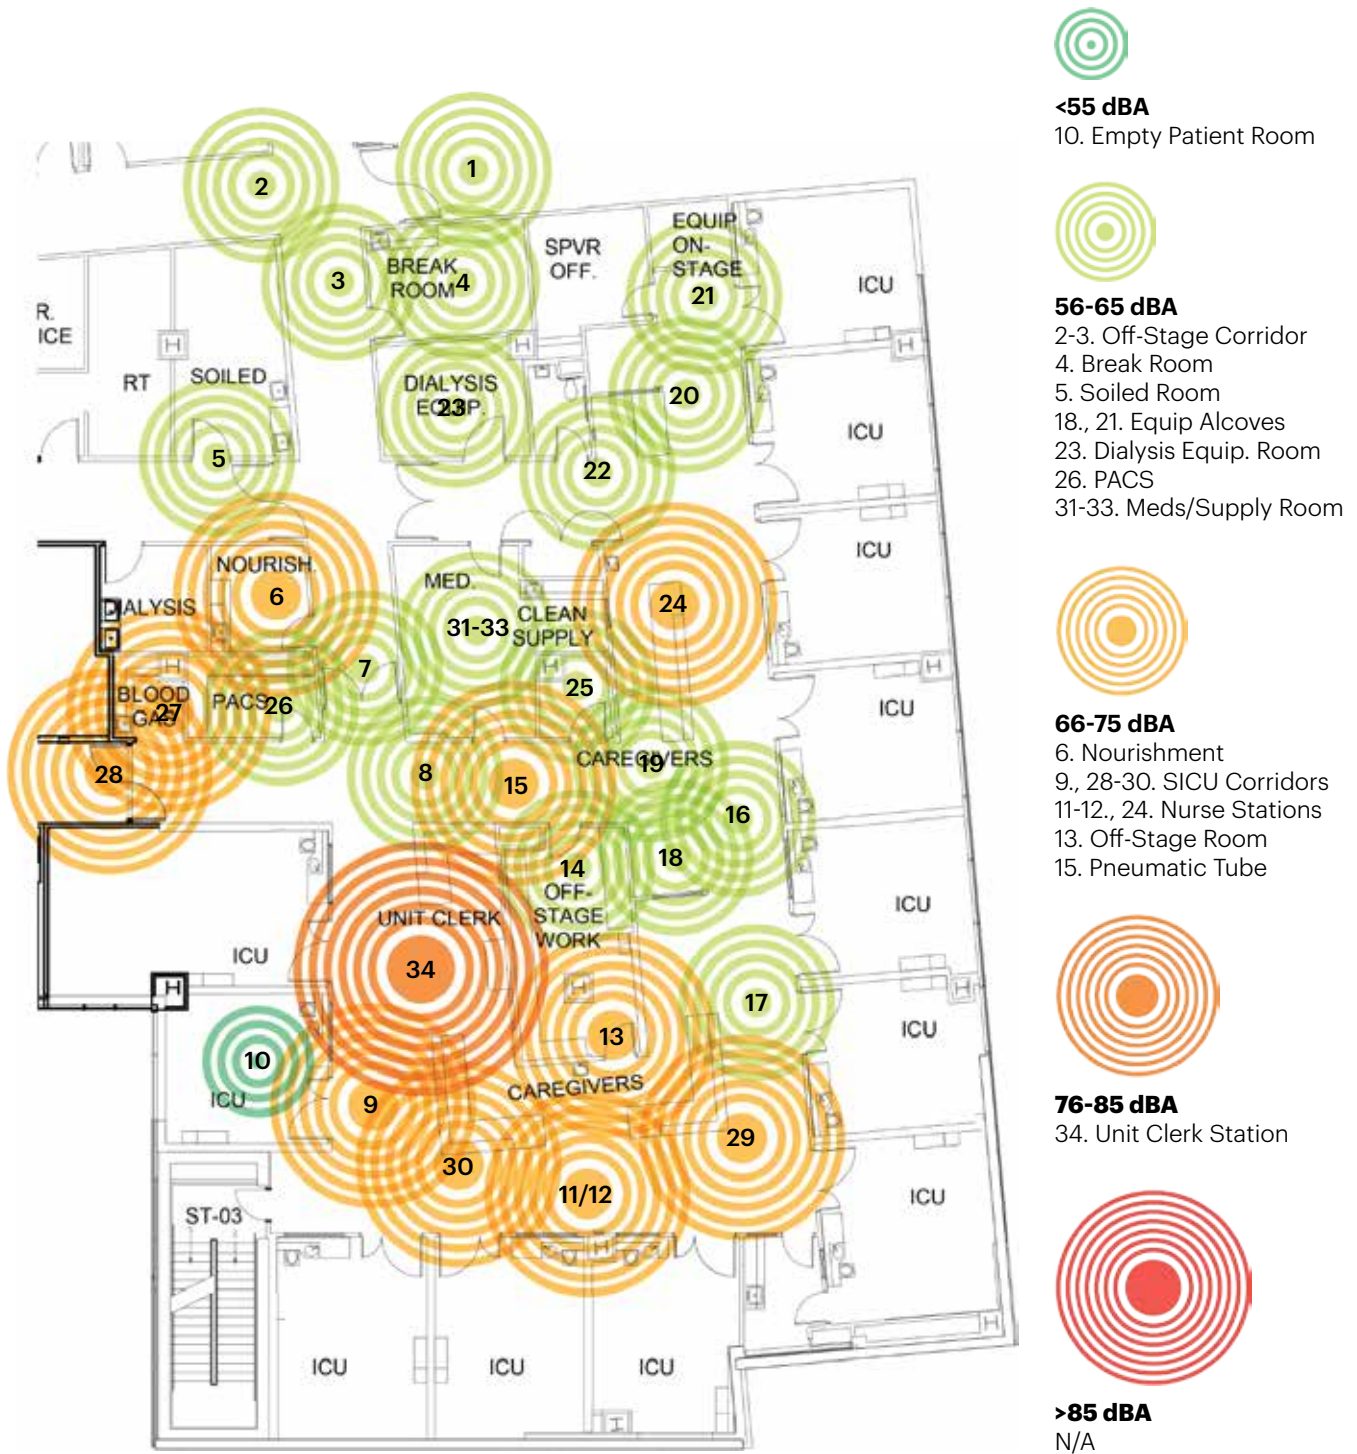 1
2
3
BREAK
ROOM
4
SPVR
OFF.
EQUIP
ON-
STAGE
21
ICU
R.
ICE
H
H
H
RT
SOILED
DIALYSIS
EQUIP.
23
20
ICU
5
22
ICU
NOURISH.
6
MED.
24
DIALYSIS
31-33
CLEAN
SUPPLY
H
H
H
7
25
BLOOD
GAS
27
PACS
26
ICU
28
8
15
CAREGIVERS
19
16
14
18
OFF-
STAGE
WORK
UNIT CLERK
34
ICU
ICU
H
H
H
17
13
ICU
10
ICU
CAREGIVERS
9
29
30
11/12
ICU
ST-03
H
H
ICU
ICU
ICU
H
<55 dBA
10. Empty Patient Room
56-65 dBA
2-3. Off-Stage Corridor
4. Break Room
5. Soiled Room
18., 21. Equip Alcoves
23. Dialysis Equip. Room
26. PACS
31-33. Meds/Supply Room
66-75 dBA
6. Nourishment
9., 28-30. SICU Corridors
11-12., 24. Nurse Stations
13. Off-Stage Room
15. Pneumatic Tube
76-85 dBA
34. Unit Clerk Station
>85 dBA
N/A